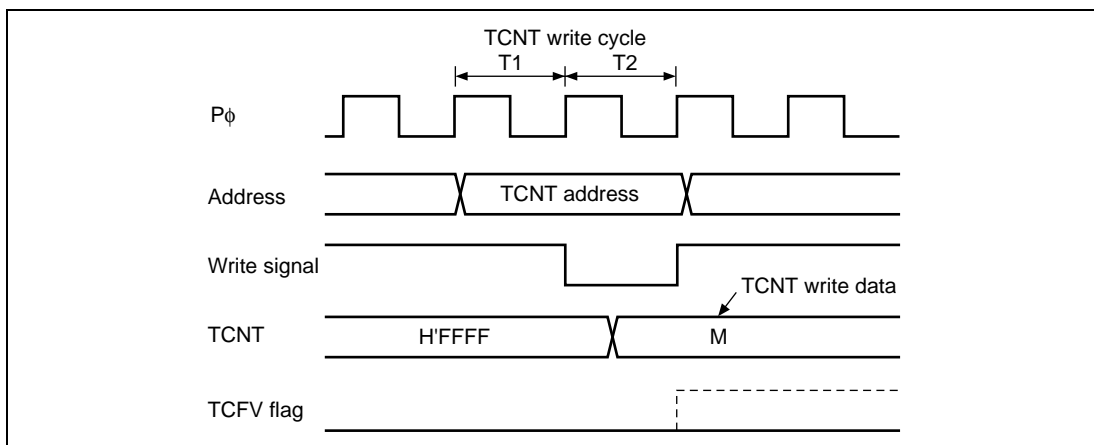 TCNT write cycle
T1 T2
Pϕ
Address
TCNT address
Write signal
TCNT write data
TCNT
H'FFFF
M
TCFV flag